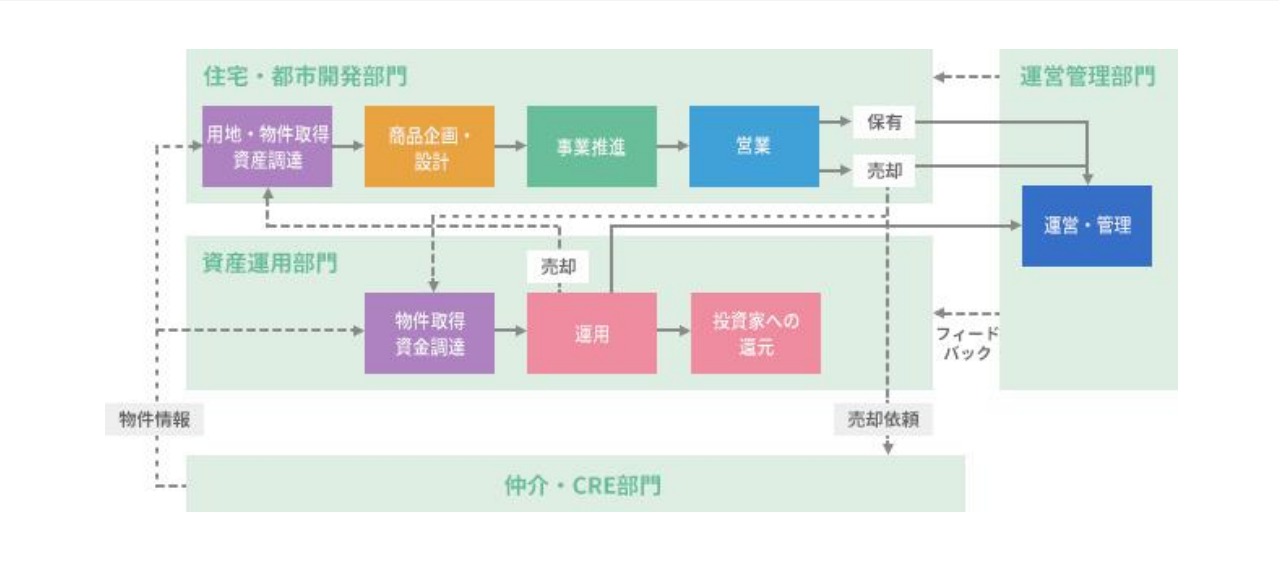 住宅・都市開発部門
運営管理部門
用地・物件取得
資産調達
商品企画・
設計
事業推進
営業
保有
売却
運営・管理
資産運用部門
売却
物件取得
資金調達
運用
投資家への
還元
フィード
バック
物件情報
売却依頼
仲介・CRE部門